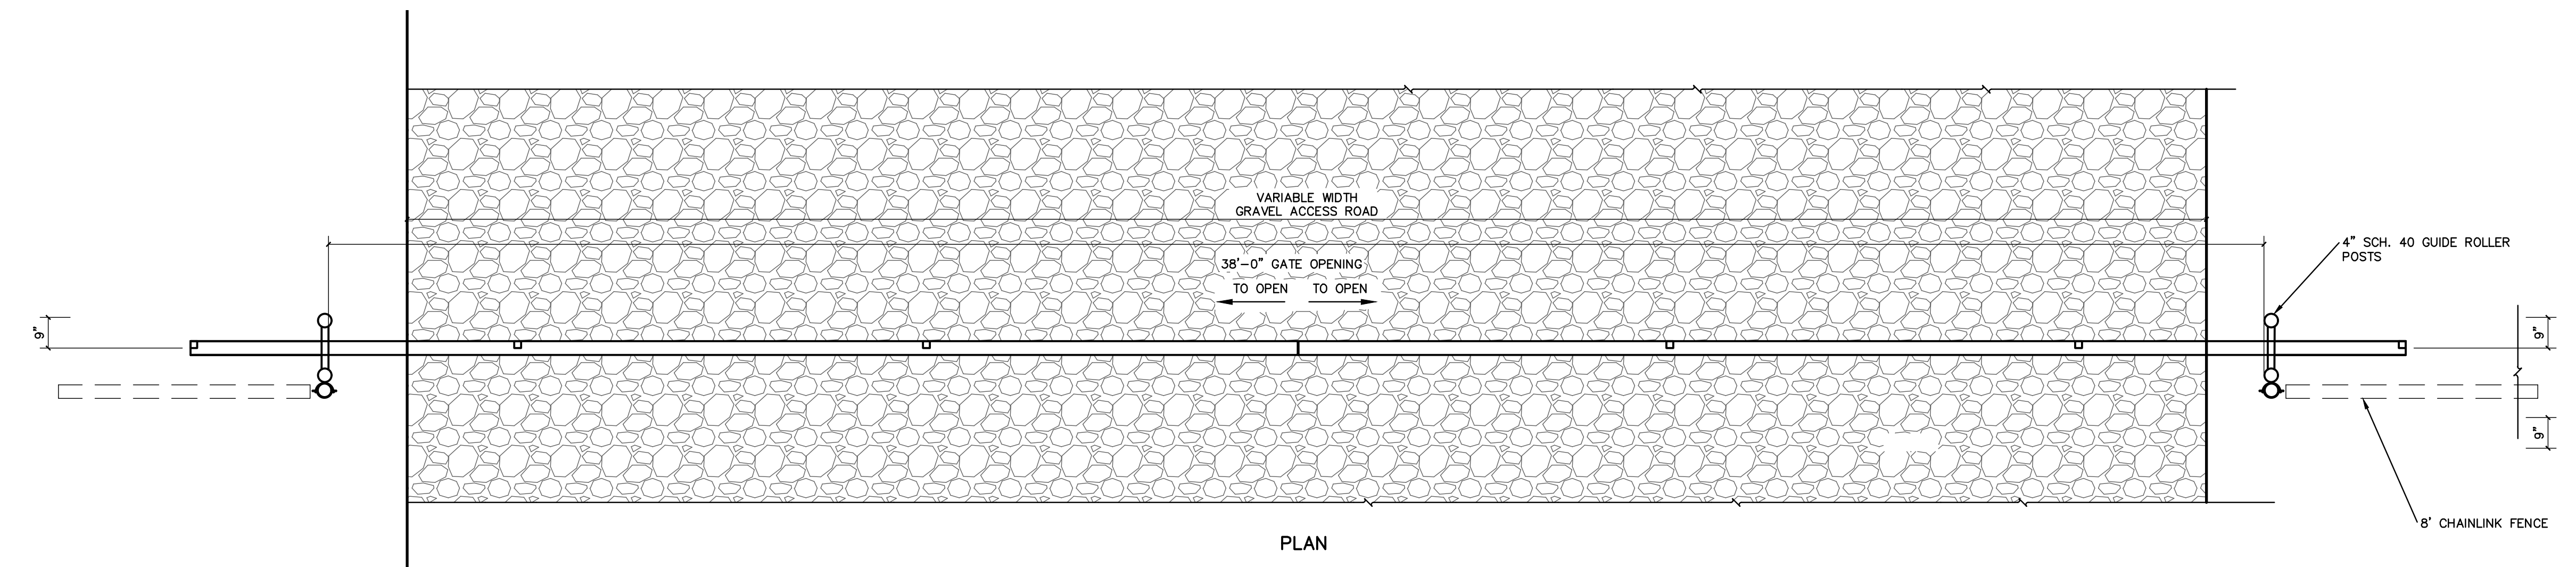 VARIABLE WIDTH
GRAVEL ACCESS ROAD
4" SCH. 40 GUIDE ROLLER
POSTS
38'-0" GATE OPENING
TO OPEN TO OPEN
9"
9"
9"
8' CHAINLINK FENCE
PLAN